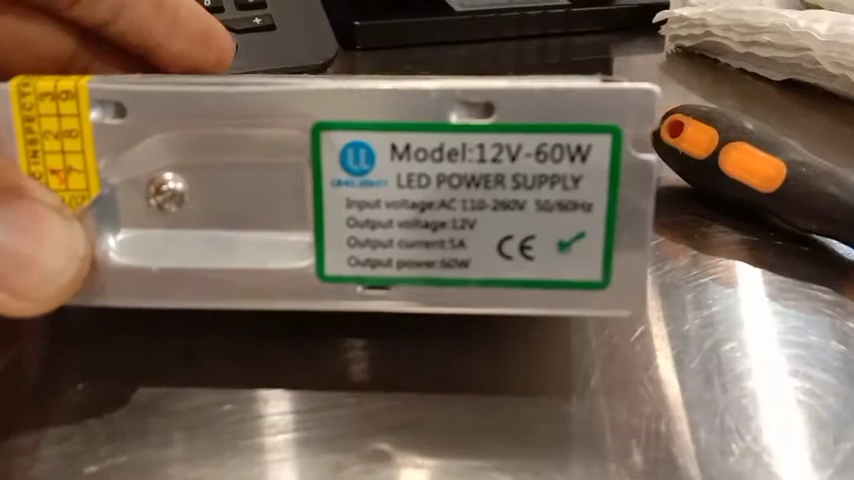 Model:12V-60W
LED POWER SUPPLY
Input voltage:AC 110-260V 50/60Hz
Output voltage:12V
Output current:5A
Output power:60W
CE